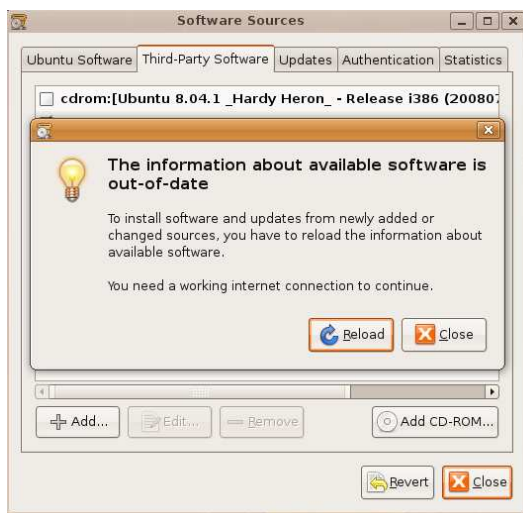 Software Sources
Ubuntu Software Third-Party Software Updates Authentication Statistics
cdrom:[Ubuntu 8.04.1 _Hardy Heron_ - Release i386 (20080
The information about available software is
out-of-date
To install software and updates from newly added or
changed sources, you have to reload the information about
available software.
You need a working internet connection to continue.
Reload Close
Add... Edit... Remove Add CD-ROM...
Revert Close